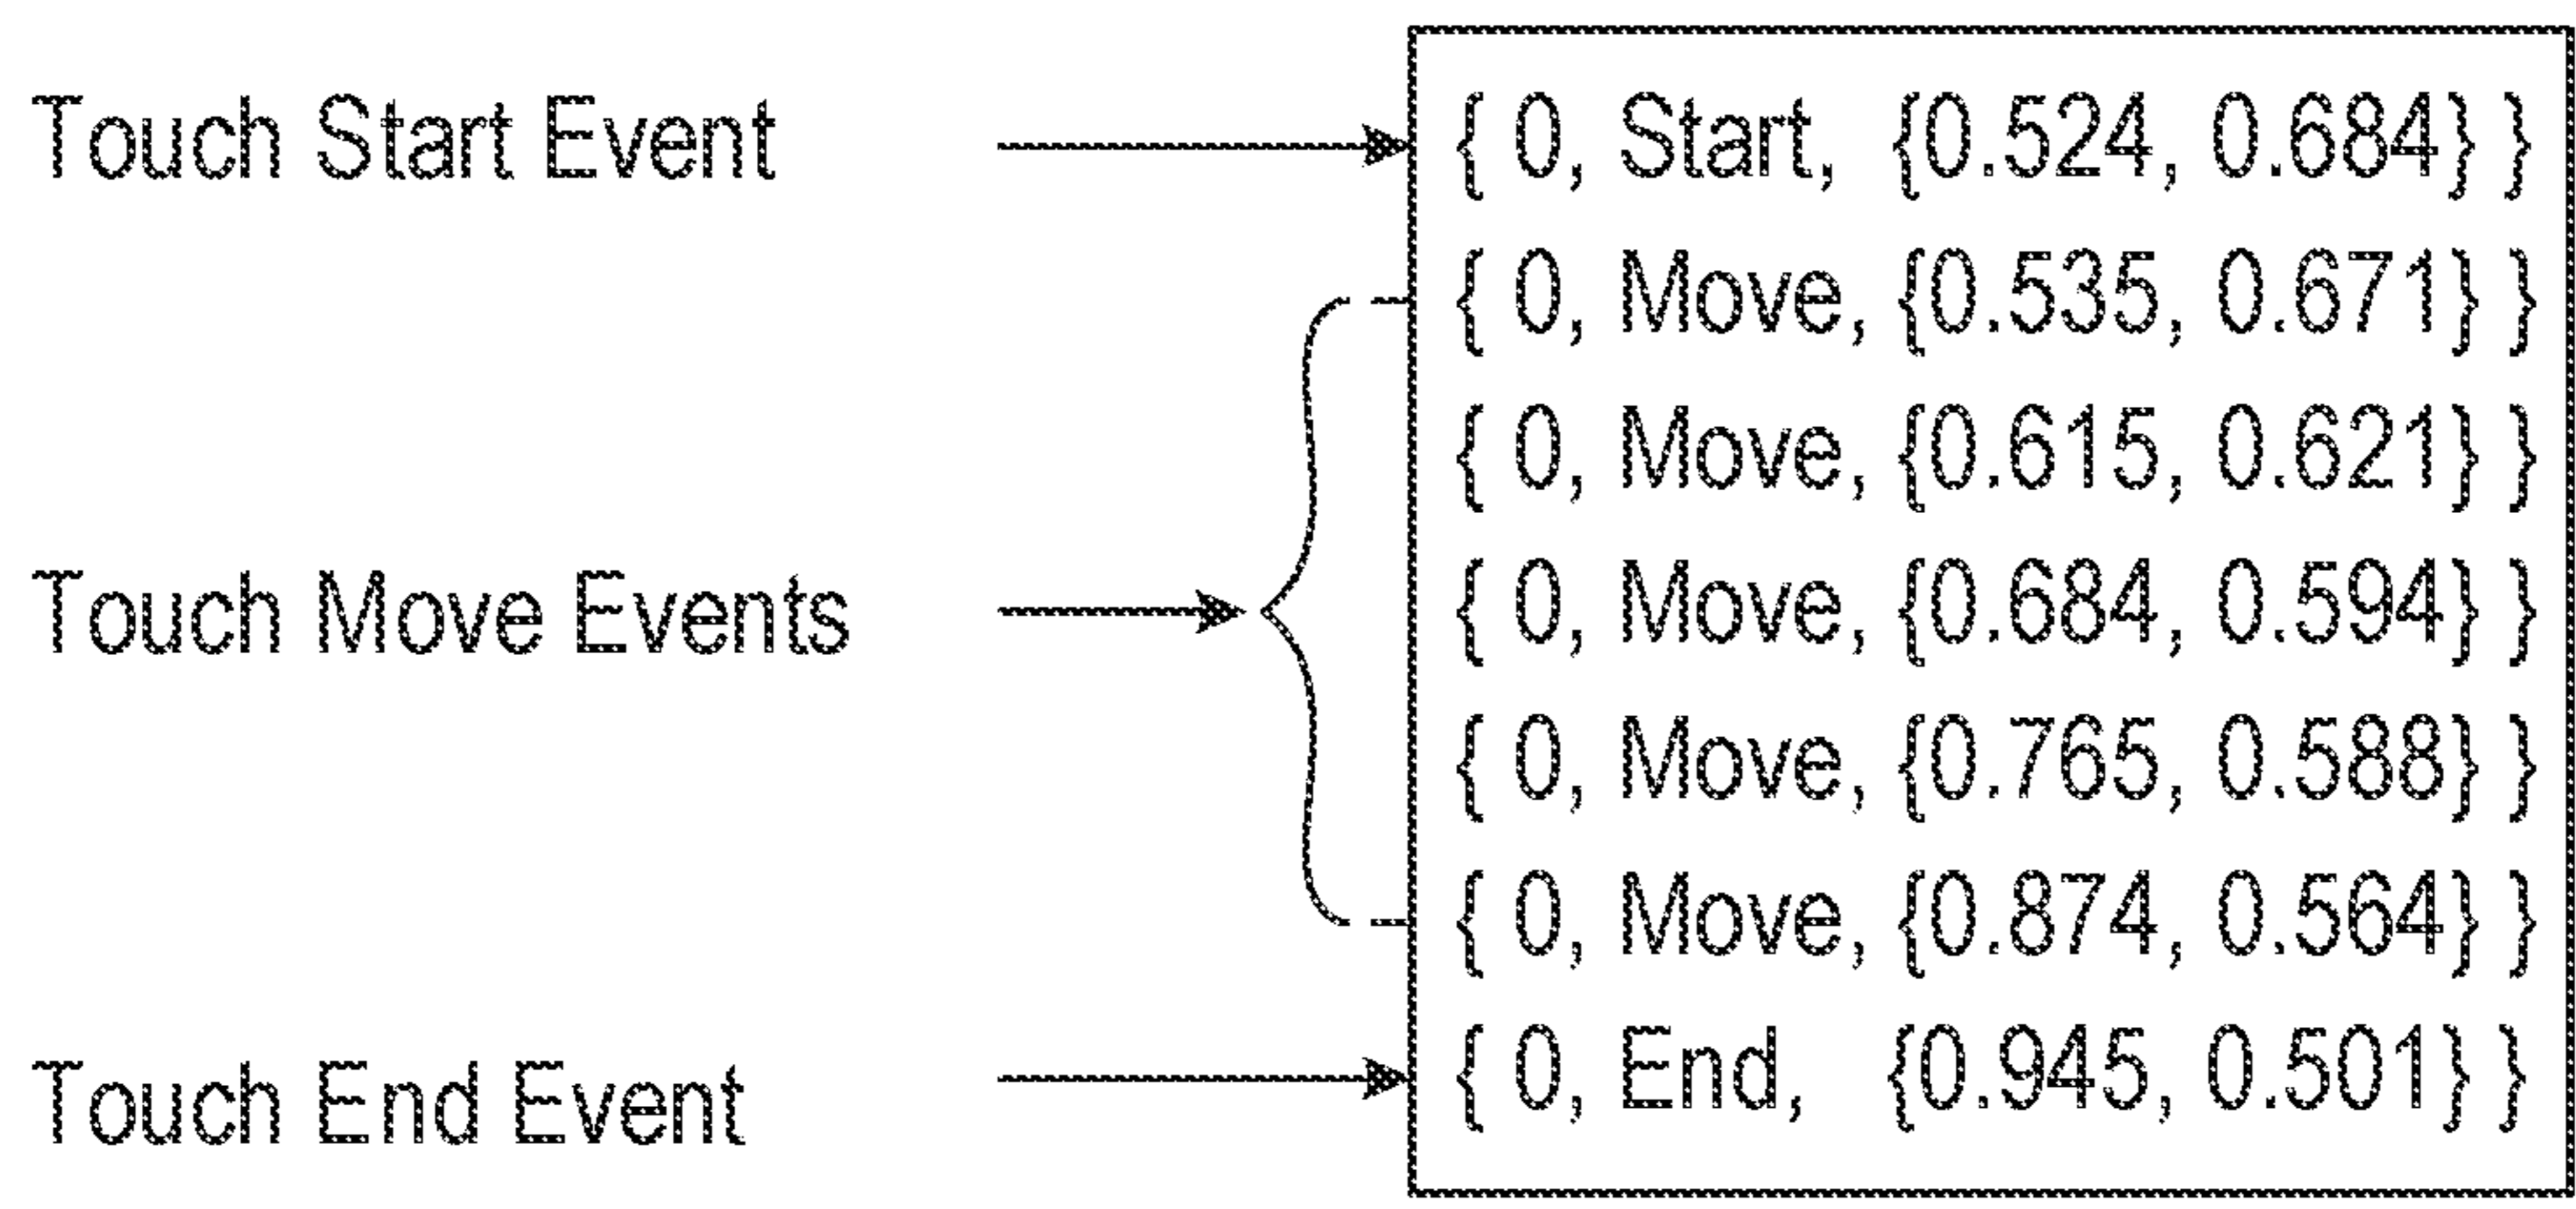 Touch Start Event { 0, Start, {0.524, 0.684} }
{ 0, Move, {0.535, 0.671} }
{ 0, Move, {0.615, 0.621} }
Touch Move Events { 0, Move, {0.684, 0.594} }
{ 0, Move, {0.765, 0.588} }
{ 0, Move, {0.874, 0.564} }
Touch End Event { 0, End, {0.945, 0.501} }